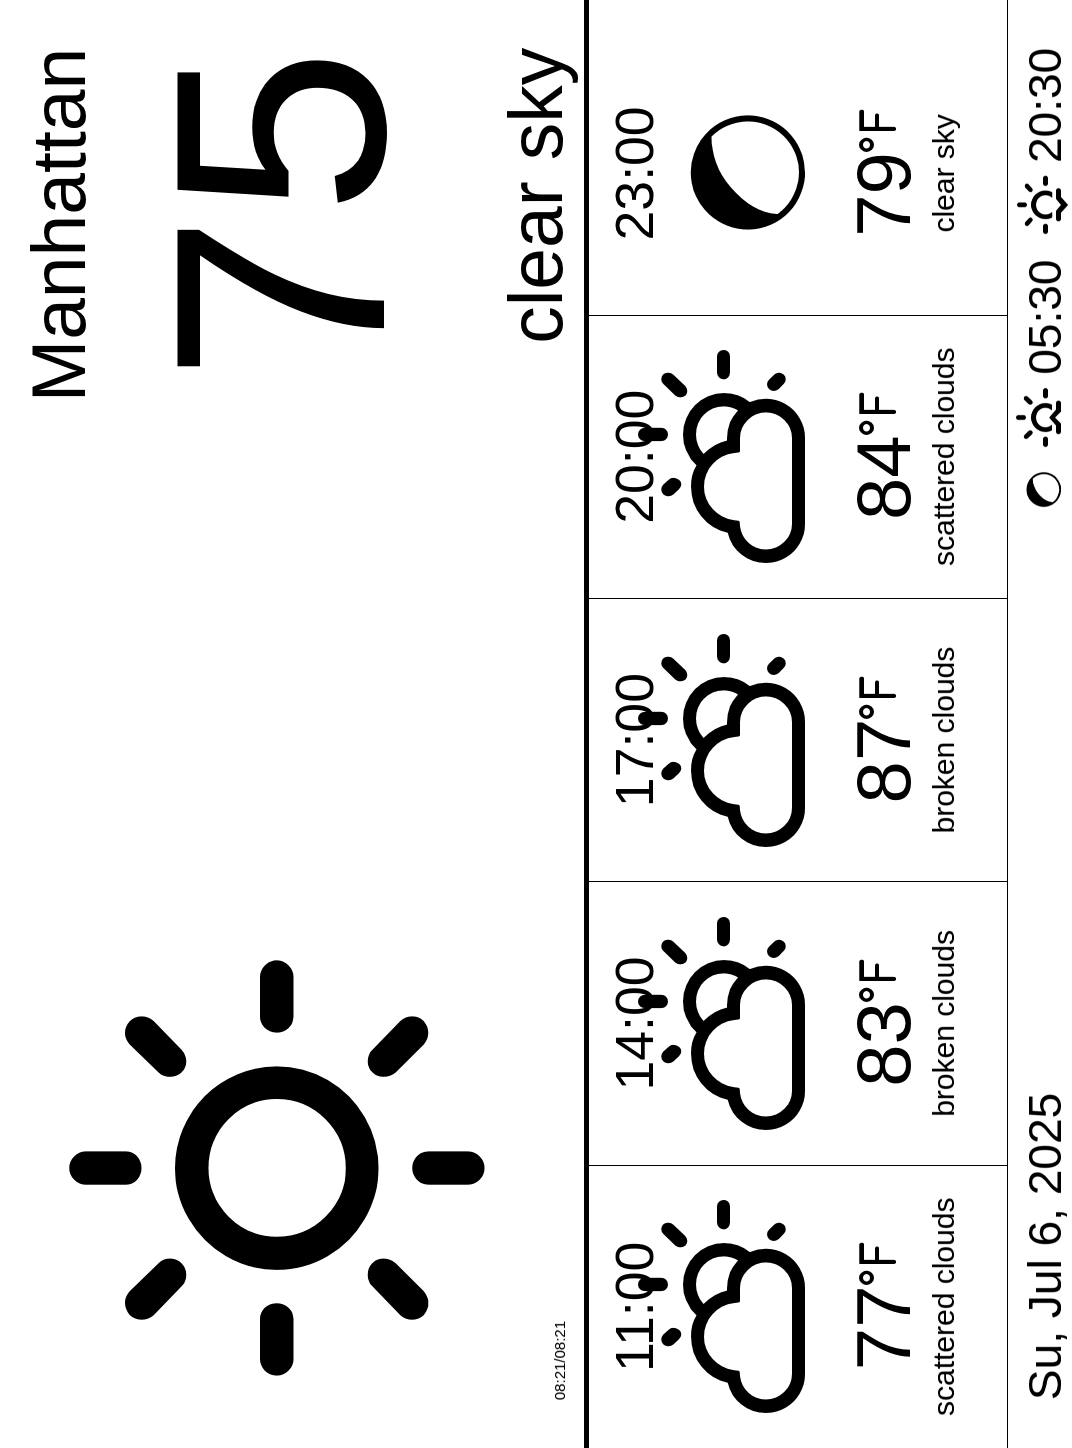 Manhattan
75
clear sky
08:21/08:21
11:00
77°F
scattered clouds
14:00
83°F
broken clouds
17:00
87°F
broken clouds
20:00
84°F
scattered clouds
23:00
79°F
clear sky
Su, Jul 6, 2025
05:30
20:30